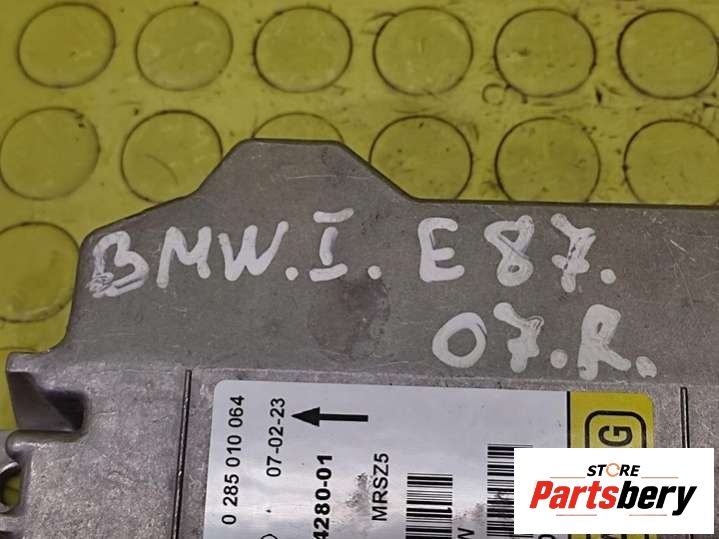 BMW.I. E87.
07.R.
0 285 010 064
07-02-23
4280-01
MRSZ5
STORE
Partsbery